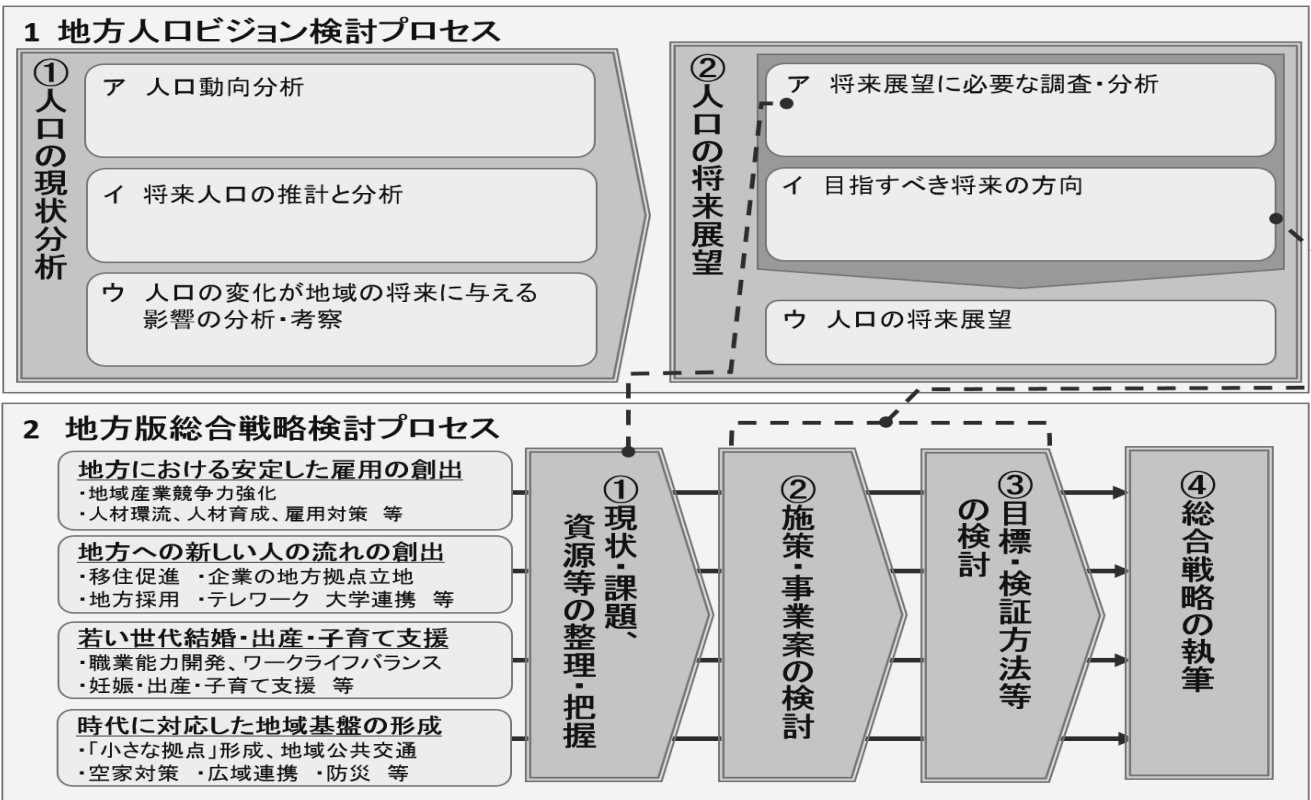 1 地方人口ビジョン検討プロセス
①人口の現状分析
ア 人口動向分析
イ 将来人口の推計と分析
ウ 人口の変化が地域の将来に与える
影響の分析・考察
②人口の将来展望
ア 将来展望に必要な調査・分析
イ 目指すべき将来の方向
ウ 人口の将来展望
2 地方版総合戦略検討プロセス
地方における安定した雇用の創出
・地域産業競争力強化
・人材環流、人材育成、雇用対策 等
地方への新しい人の流れの創出
・移住促進 ・企業の地方拠点立地
・地方採用 ・テレワーク 大学連携 等
若い世代結婚・出産・子育て支援
・職業能力開発、ワークライフバランス
・妊娠・出産・子育て支援 等
時代に対応した地域基盤の形成
・「小さな拠点」形成、地域公共交通
・空家対策 ・広域連携 ・防災 等
①現状・課題、
資源等の整理・把握
②施策・事業案の検討
③目標・検証方法等
の検討
④総合戦略の執筆